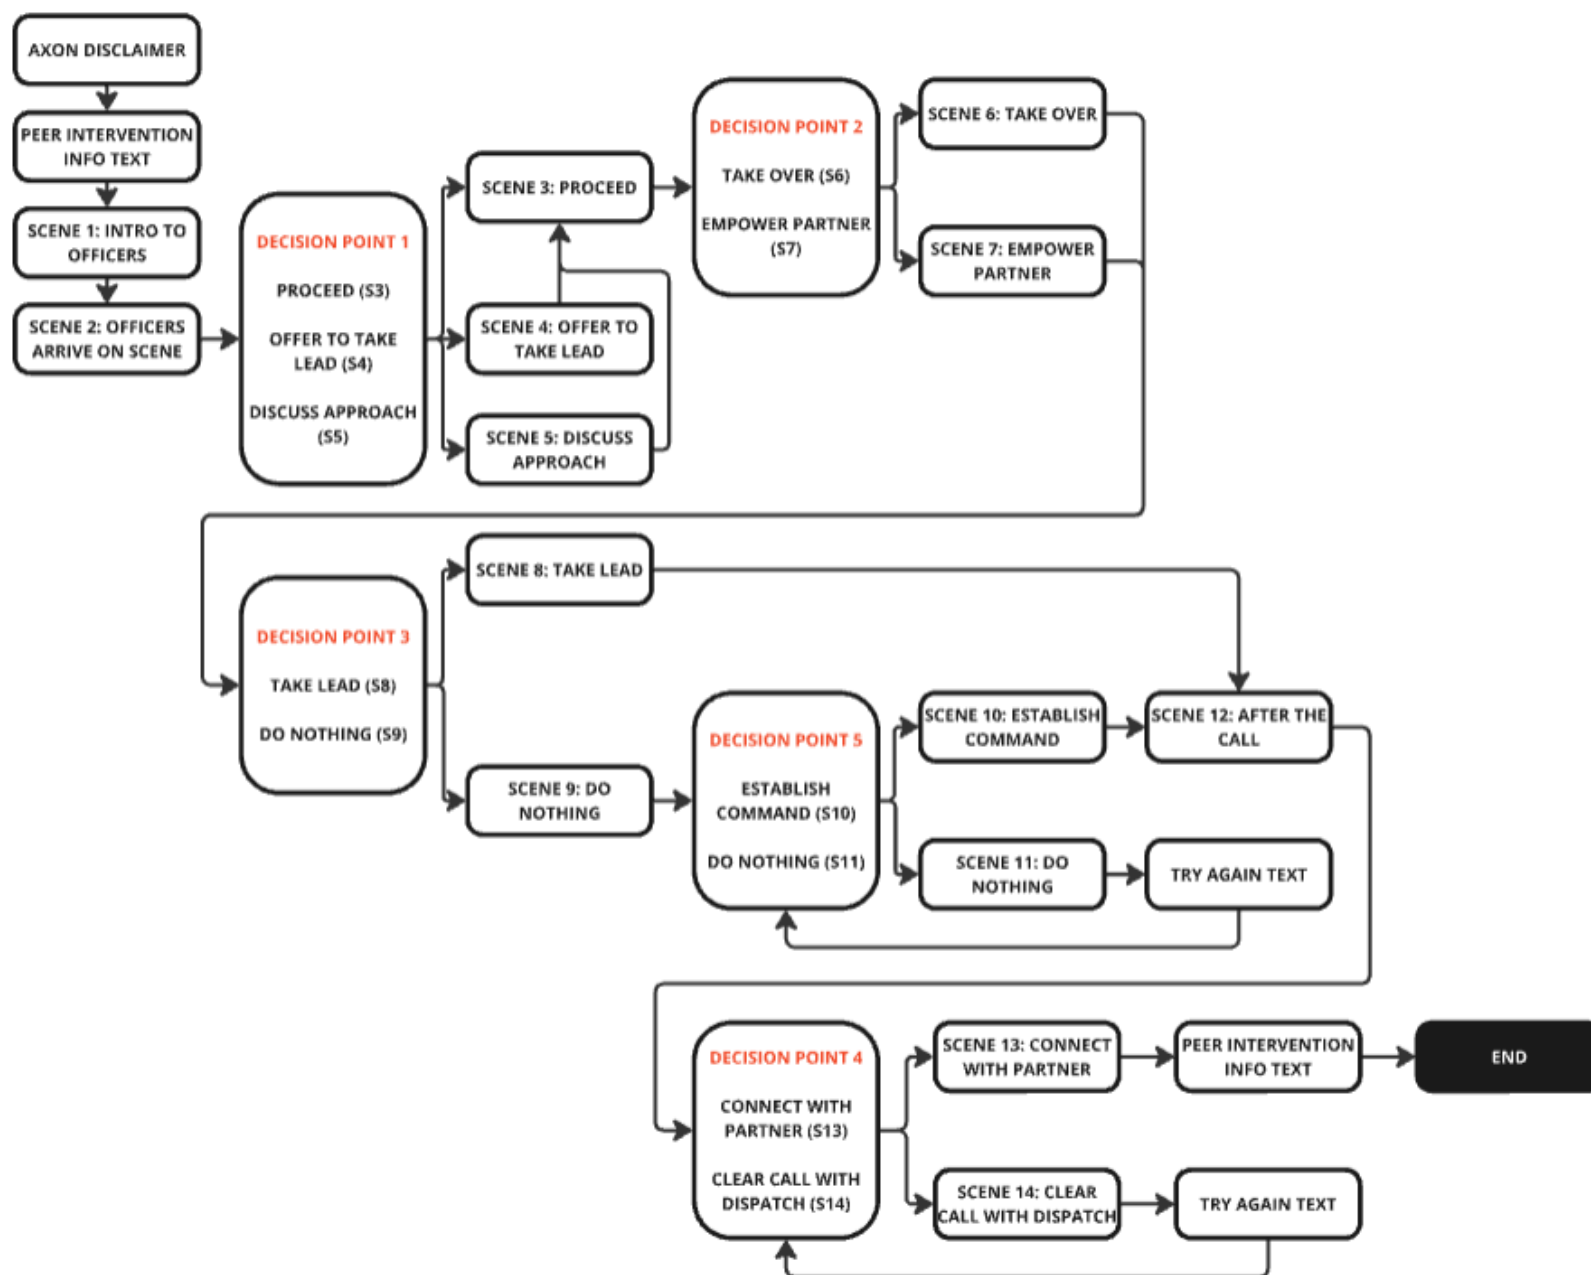 AXON DISCLAIMER
PEER INTERVENTION
INFO TEXT
SCENE 1: INTRO TO
OFFICERS
SCENE 2: OFFICERS
ARRIVE ON SCENE
DECISION POINT 1
PROCEED (S3)
OFFER TO TAKE
LEAD (S4)
DISCUSS APPROACH
(S5)
SCENE 3: PROCEED
SCENE 4: OFFER TO
TAKE LEAD
SCENE 5: DISCUSS
APPROACH
DECISION POINT 2
TAKE OVER (S6)
EMPOWER PARTNER
(S7)
SCENE 6: TAKE OVER
SCENE 7: EMPOWER
PARTNER
DECISION POINT 3
TAKE LEAD (S8)
DO NOTHING (S9)
SCENE 8: TAKE LEAD
SCENE 9: DO
NOTHING
DECISION POINT 5
ESTABLISH
COMMAND (S10)
DO NOTHING (S11)
SCENE 10: ESTABLISH
COMMAND
SCENE 12: AFTER THE
CALL
SCENE 11: DO
NOTHING
TRY AGAIN TEXT
DECISION POINT 4
CONNECT WITH
PARTNER (S13)
CLEAR CALL WITH
DISPATCH (S14)
SCENE 13: CONNECT
WITH PARTNER
PEER INTERVENTION
INFO TEXT
END
SCENE 14: CLEAR
CALL WITH DISPATCH
TRY AGAIN TEXT